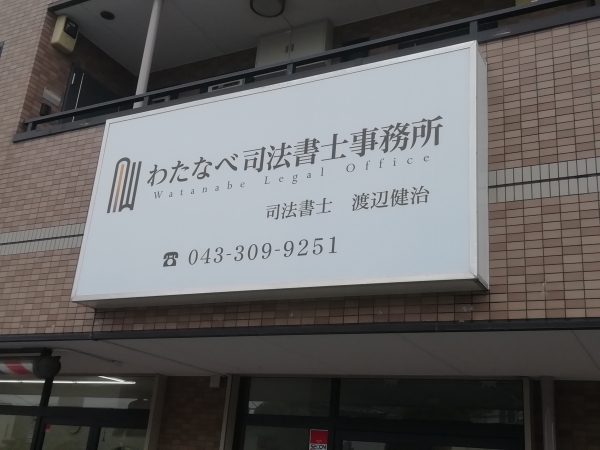 わたなべ司法書士事務所
Watanabe Legal Office
司法書士 渡辺健治
☎ 043-309-9251
SECOM